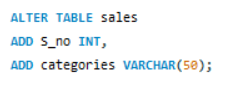 ALTER TABLE sales
ADD S_no INT,
ADD categories VARCHAR(50);